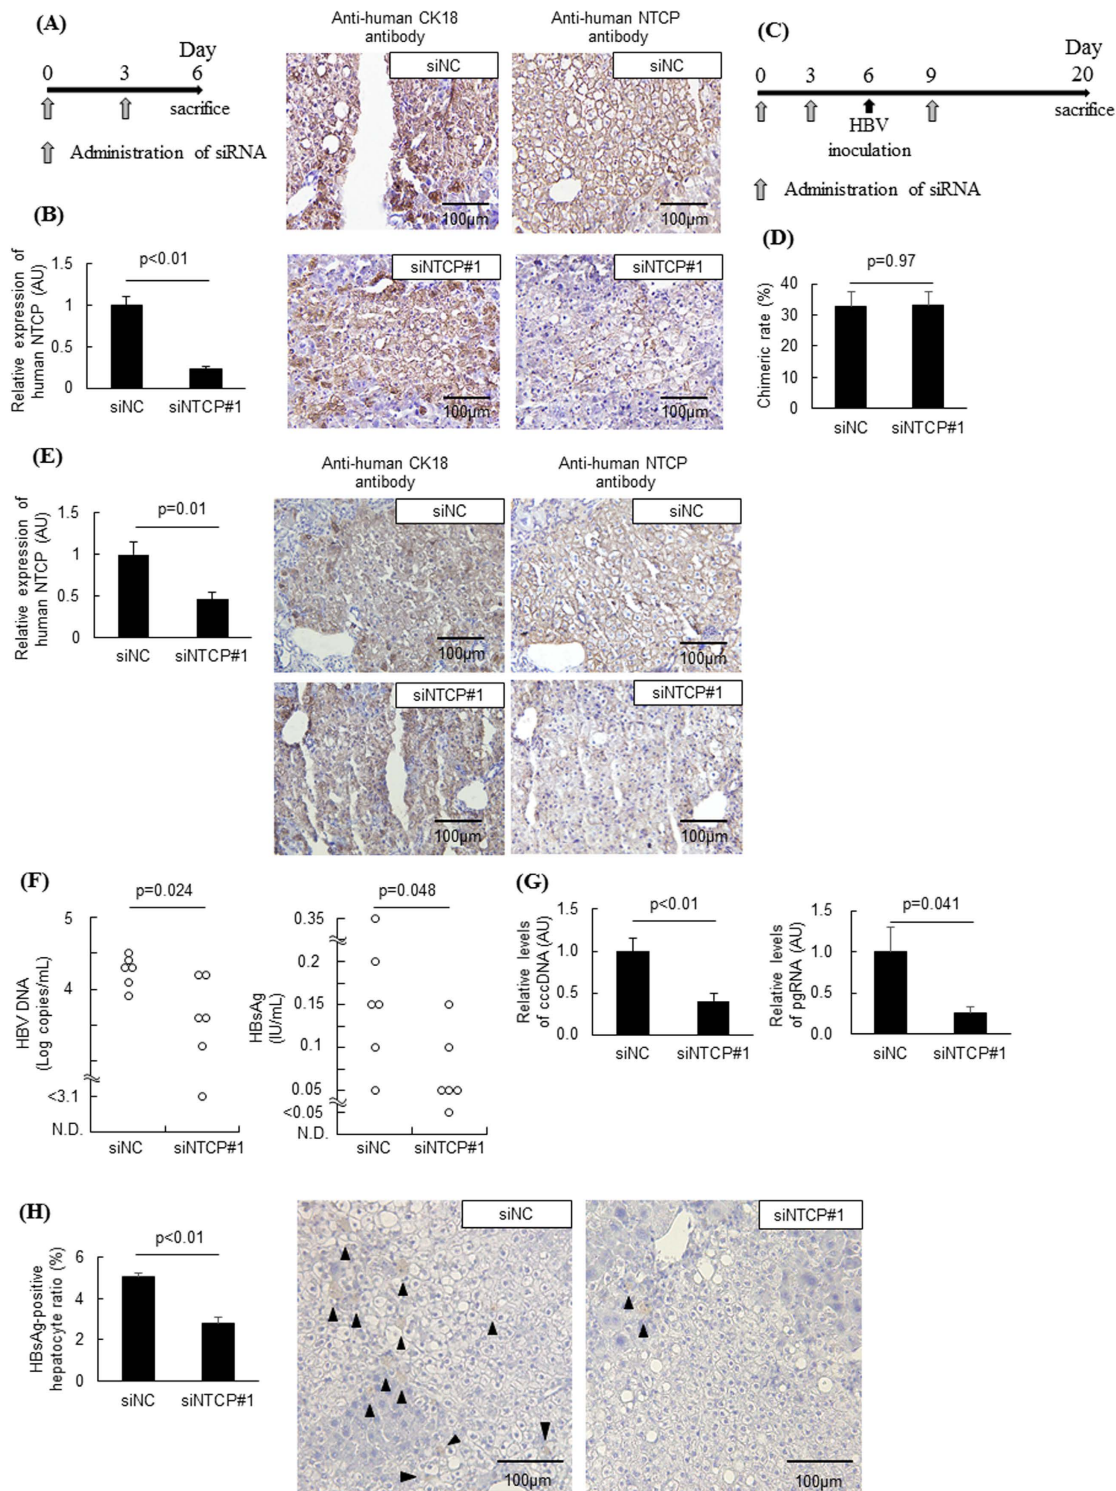 (A)
Day
0 3 6
sacrifice
Administration of siRNA
(B)
Relative expression of
human NTCP (AU)
1.5
1
0.5
0
p<0.01
siNC siNTCP#1
Anti-human CK18
antibody
Anti-human NTCP
antibody
siNC
100μm
siNC
100μm
siNTCP#1
100μm
siNTCP#1
100μm
(C)
Day
0 3 6 9 20
sacrifice
HBV
inoculation
Administration of siRNA
(D)
Chimeric rate (%)
40
30
20
10
0
p=0.97
siNC siNTCP#1
(E)
Relative expression of
human NTCP (AU)
1.5
1
0.5
0
p=0.01
siNC siNTCP#1
Anti-human CK18
antibody
Anti-human NTCP
antibody
siNC
100μm
siNC
100μm
siNTCP#1
100μm
siNTCP#1
100μm
(F)
p=0.024
HBV DNA
(Log copies/mL)
5
4
<3.1
N.D.
siNC siNTCP#1
p=0.048
HBsAg
(IU/mL)
0.35
0.2
0.15
0.1
0.05
<0.05
N.D.
siNC siNTCP#1
(G)
Relative levels
of cccDNA (AU)
1.5
1.0
0.5
0.0
p<0.01
siNC siNTCP#1
Relative levels
of pgRNA (AU)
1.5
1.0
0.5
0.0
p=0.041
siNC siNTCP#1
(H)
HBsAg-positive
hepatocyte ratio (%)
6
4
2
0
p<0.01
siNC siNTCP#1
siNC
100μm
siNTCP#1
100μm